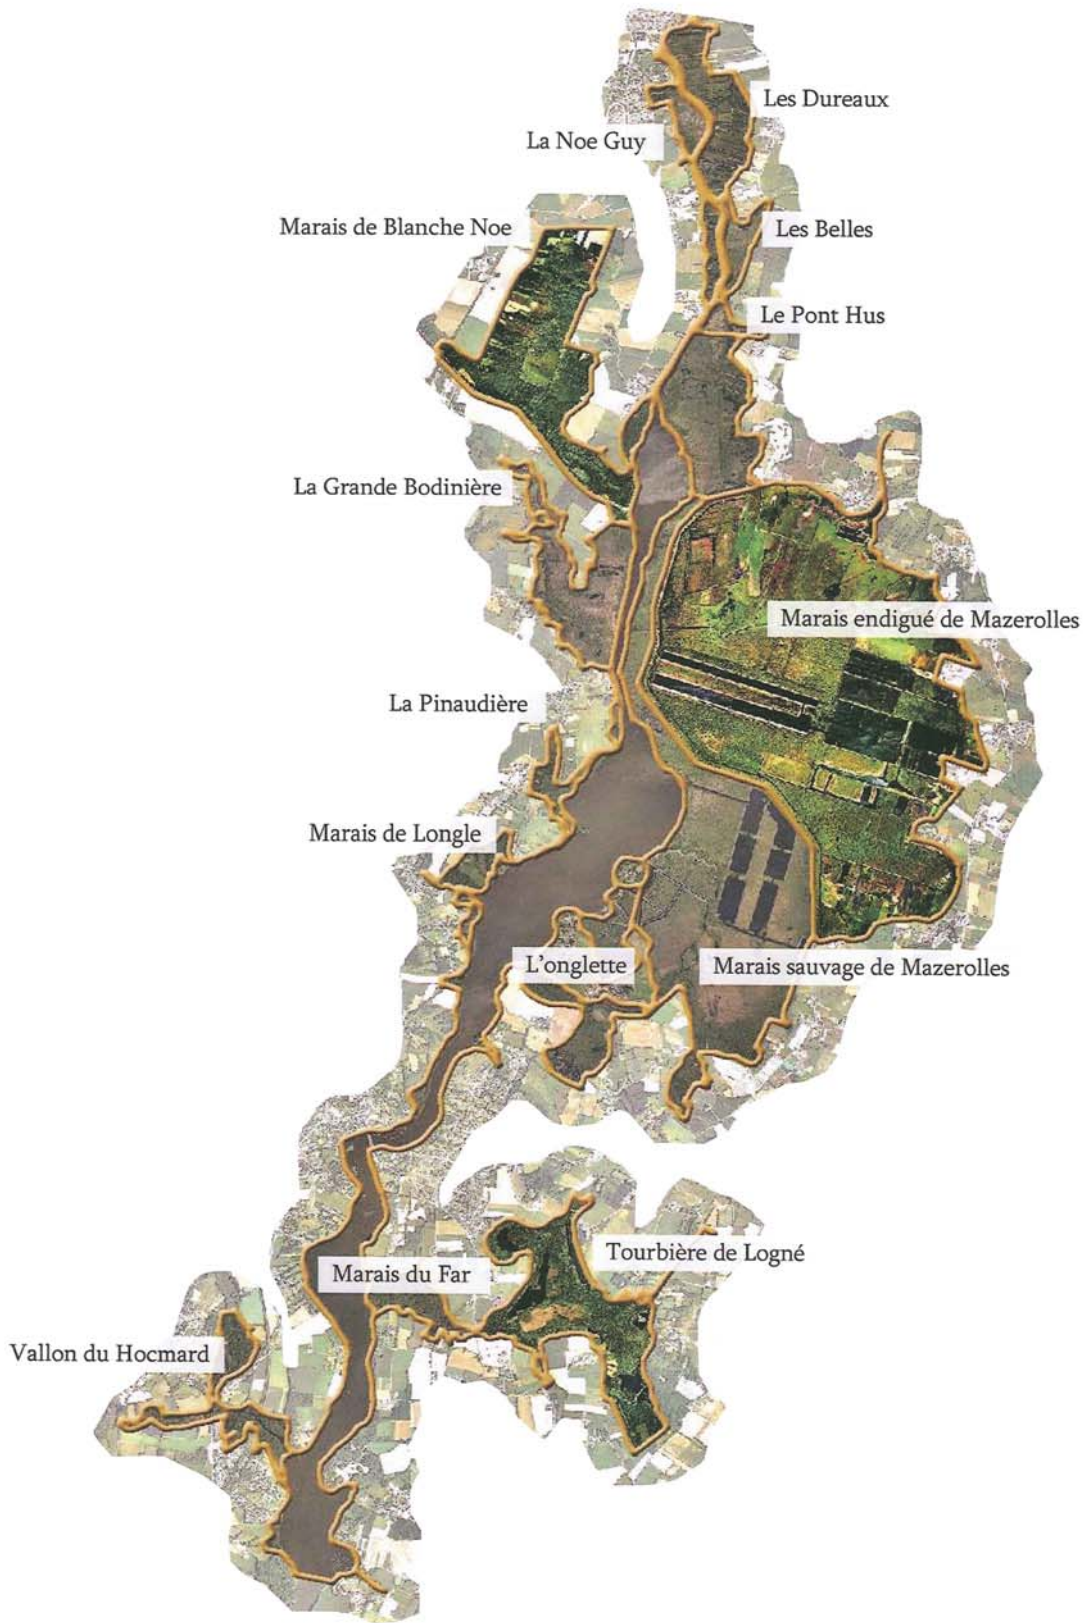 Les Dureaux
La Noe Guy
Marais de Blanche Noe
Les Belles
Le Pont Hus
La Grande Bodinière
Marais endigué de Mazerolles
La Pinaudière
Marais de Longle
L'onglette
Marais sauvage de Mazerolles
Tourbière de Logné
Marais du Far
Vallon du Hocmard